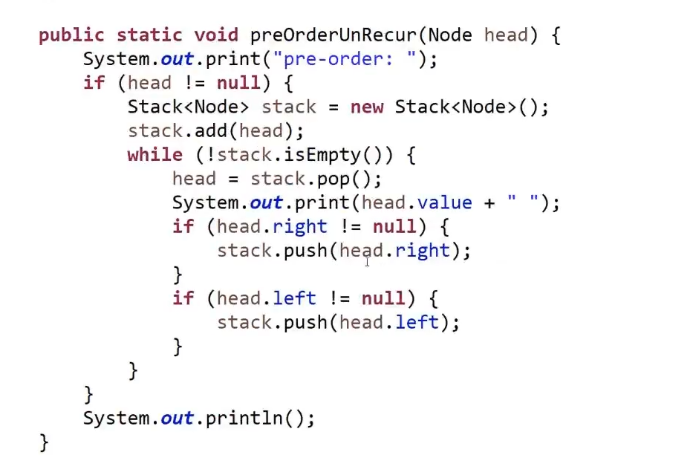 public static void preOrderUnRecur(Node head) {
    System.out.print("pre-order: ");
    if (head != null) {
        Stack<Node> stack = new Stack<Node>();
        stack.add(head);
        while (!stack.isEmpty()) {
            head = stack.pop();
            System.out.print(head.value + " ");
            if (head.right != null) {
                stack.push(head.right);
            }
            if (head.left != null) {
                stack.push(head.left);
            }
        }
    }
    System.out.println();
}